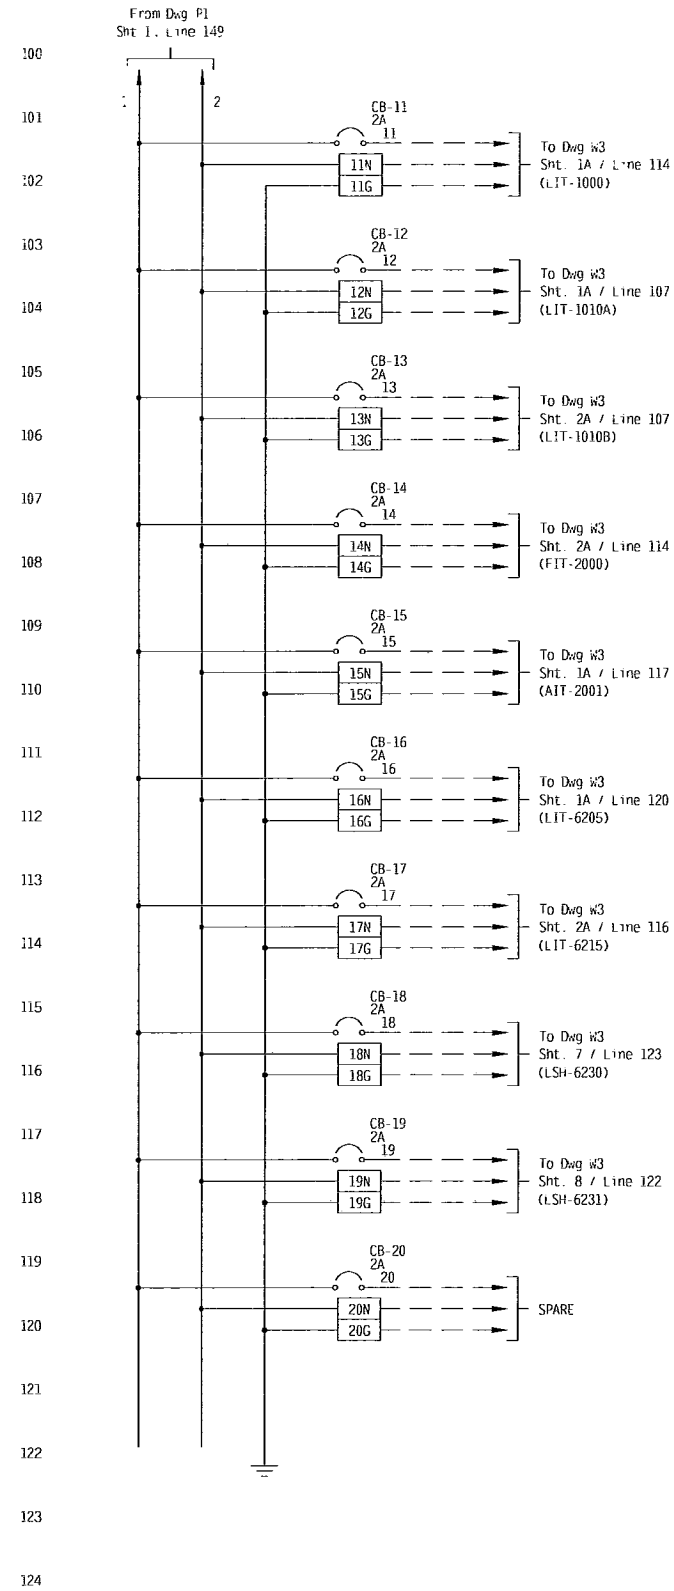 From Dwg P1
Sht 1, Line 149
100
1
2
101
CB-11
2A
11
11N
11G
To Dwg W3
Sht. 1A / Line 114
(LIT-1000)
102
103
CB-12
2A
12
12N
12G
To Dwg W3
Sht. 1A / Line 107
(LIT-1010A)
104
105
CB-13
2A
13
13N
13G
To Dwg W3
Sht. 2A / Line 107
(LIT-1010B)
106
107
CB-14
2A
14
14N
14G
To Dwg W3
Sht. 2A / Line 114
(FIT-2000)
108
109
CB-15
2A
15
15N
15G
To Dwg W3
Sht. 1A / Line 117
(AIT-2001)
110
111
CB-16
2A
16
16N
16G
To Dwg W3
Sht. 1A / Line 120
(LIT-6205)
112
113
CB-17
2A
17
17N
17G
To Dwg W3
Sht. 2A / Line 116
(LIT-6215)
114
115
CB-18
2A
18
18N
18G
To Dwg W3
Sht. 7 / Line 123
(LSH-6230)
116
117
CB-19
2A
19
19N
19G
To Dwg W3
Sht. 8 / Line 122
(LSH-6231)
118
119
CB-20
2A
20
20N
20G
SPARE
120
121
122
123
124